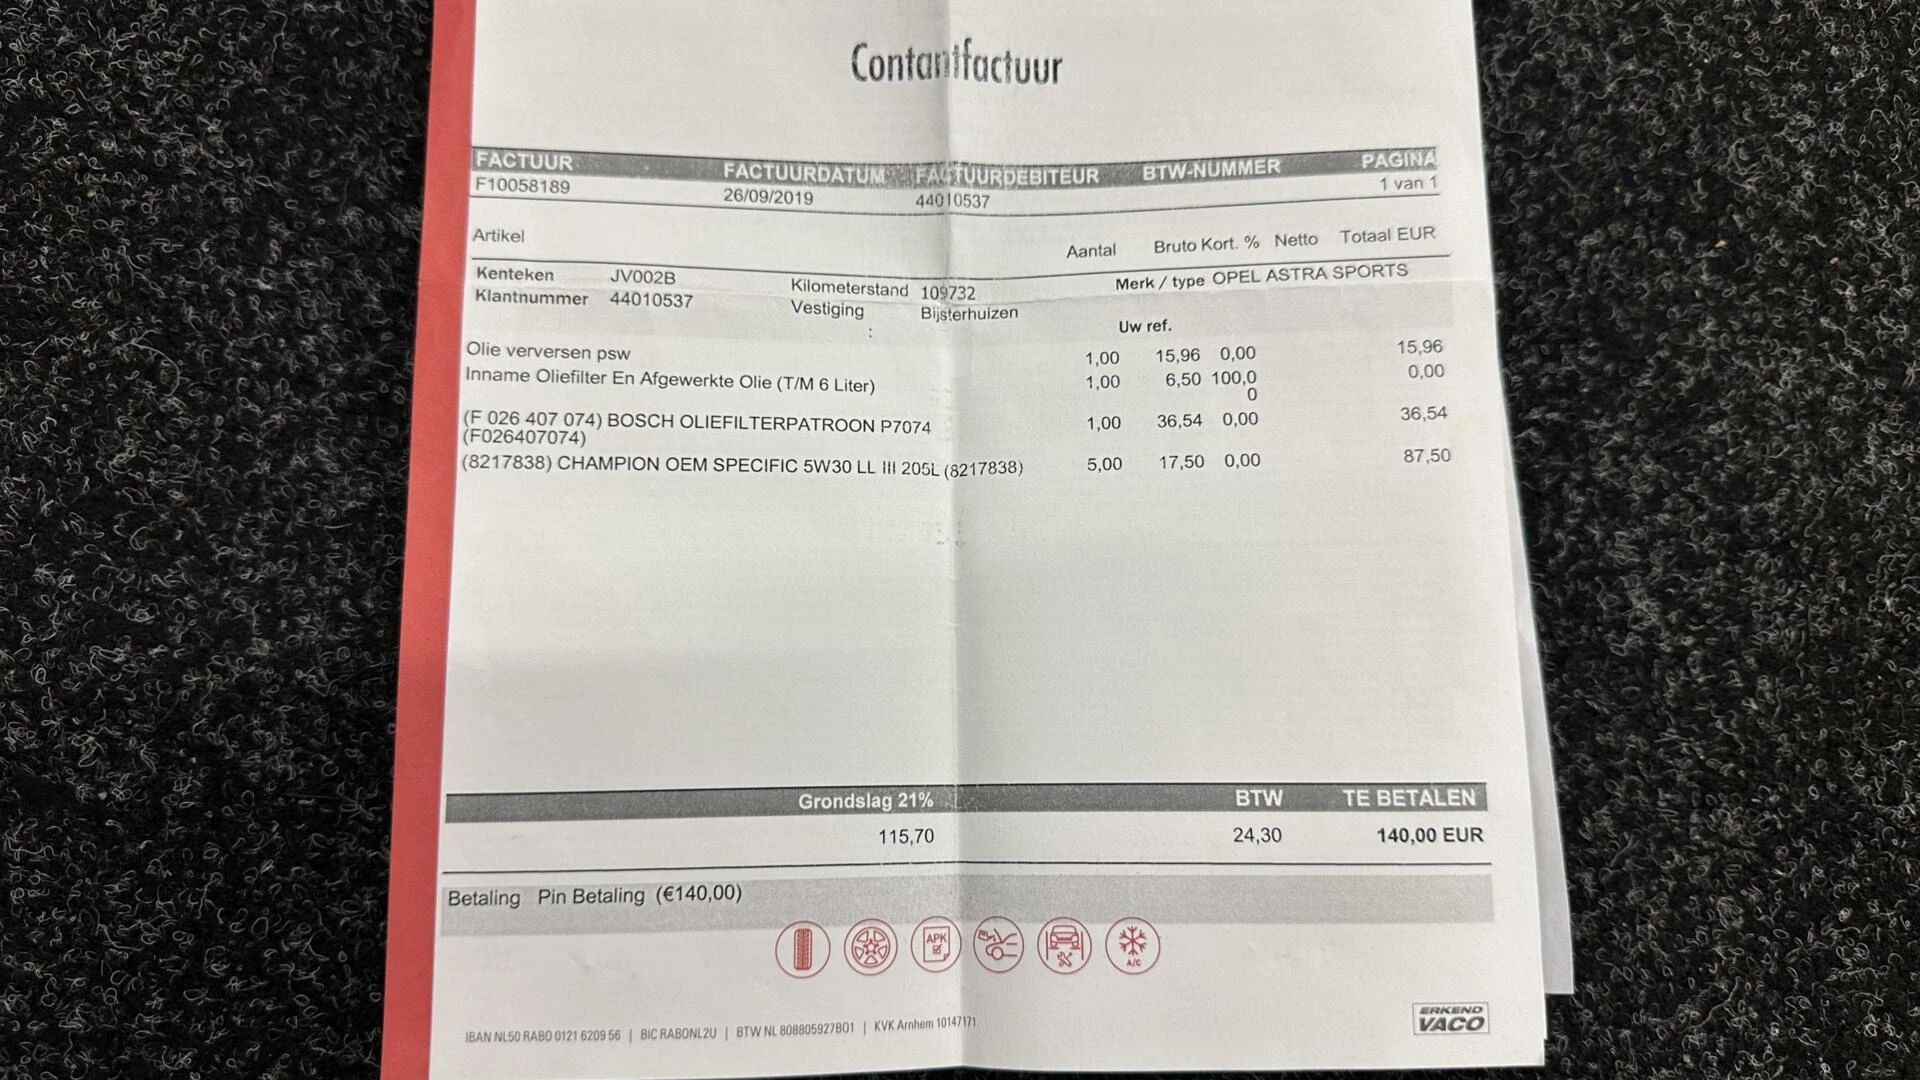 Contantfactuur
FACTUUR FACTUURDATUM FACTUURDEBITEUR BTW-NUMMER PAGINA
F10058189 26/09/2019 44010537 1 van 1
Artikel Aantal Bruto Kort. % Netto Totaal EUR
Kenteken JV002B Kilometerstand 109732 Merk / type OPEL ASTRA SPORTS
Klantnummer 44010537 Vestiging Bijsterhuizen
: Uw ref.
Olie verversen psw 1,00 15,96 0,00 15,96
Inname Oliefilter En Afgewerkte Olie (T/M 6 Liter) 1,00 6,50 100,0 0,00
0
(F 026 407 074) BOSCH OLIEFILTERPATROON P7074 1,00 36,54 0,00 36,54
(F026407074)
(8217838) CHAMPION OEM SPECIFIC 5W30 LL III 205L (8217838) 5,00 17,50 0,00 87,50
Grondslag 21% BTW TE BETALEN
115,70 24,30 140,00 EUR
Betaling Pin Betaling (€140,00)
APK
A/C
ERKEND
VACO
IBAN NL50 RABO 0121 6209 56 | BIC RABONL2U | BTW NL 808805927B01 | KVK Arnhem 10147171